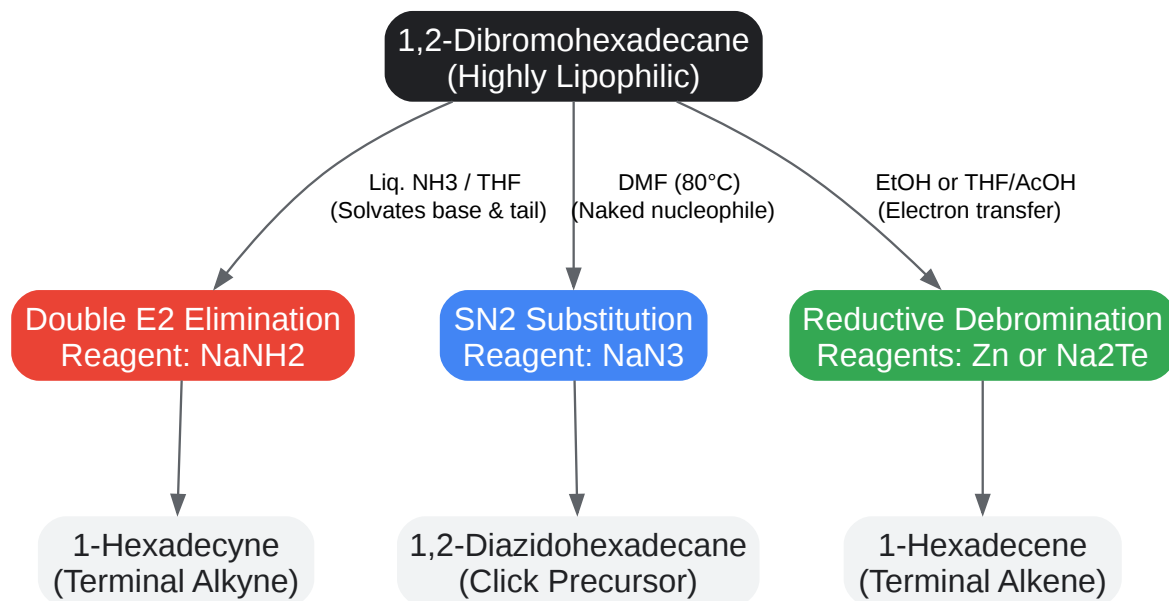 1,2-Dibromohexadecane
(Highly Lipophilic)
Liq. NH3 / THF
(Solvates base & tail)
DMF (80°C)
(Naked nucleophile)
EtOH or THF/AcOH
(Electron transfer)
Double E2 Elimination
Reagent: NaNH2
SN2 Substitution
Reagent: NaN3
Reductive Debromination
Reagents: Zn or Na2Te
1-Hexadecyne
(Terminal Alkyne)
1,2-Diazidohexadecane
(Click Precursor)
1-Hexadecene
(Terminal Alkene)